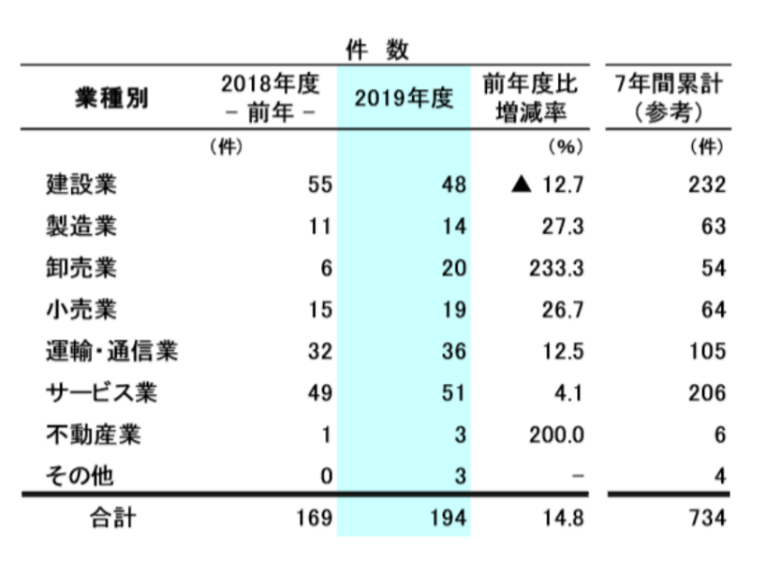 件 数
業種別 2018年度 － 前年 － 2019年度 前年度比 増減率 7年間累計 （参考）
（件） （％） （件）
建設業 55 48 ▲ 12.7 232
製造業 11 14 27.3 63
卸売業 6 20 233.3 54
小売業 15 19 26.7 64
運輸・通信業 32 36 12.5 105
サービス業 49 51 4.1 206
不動産業 1 3 200.0 6
その他 0 3 － 4
合計 169 194 14.8 734